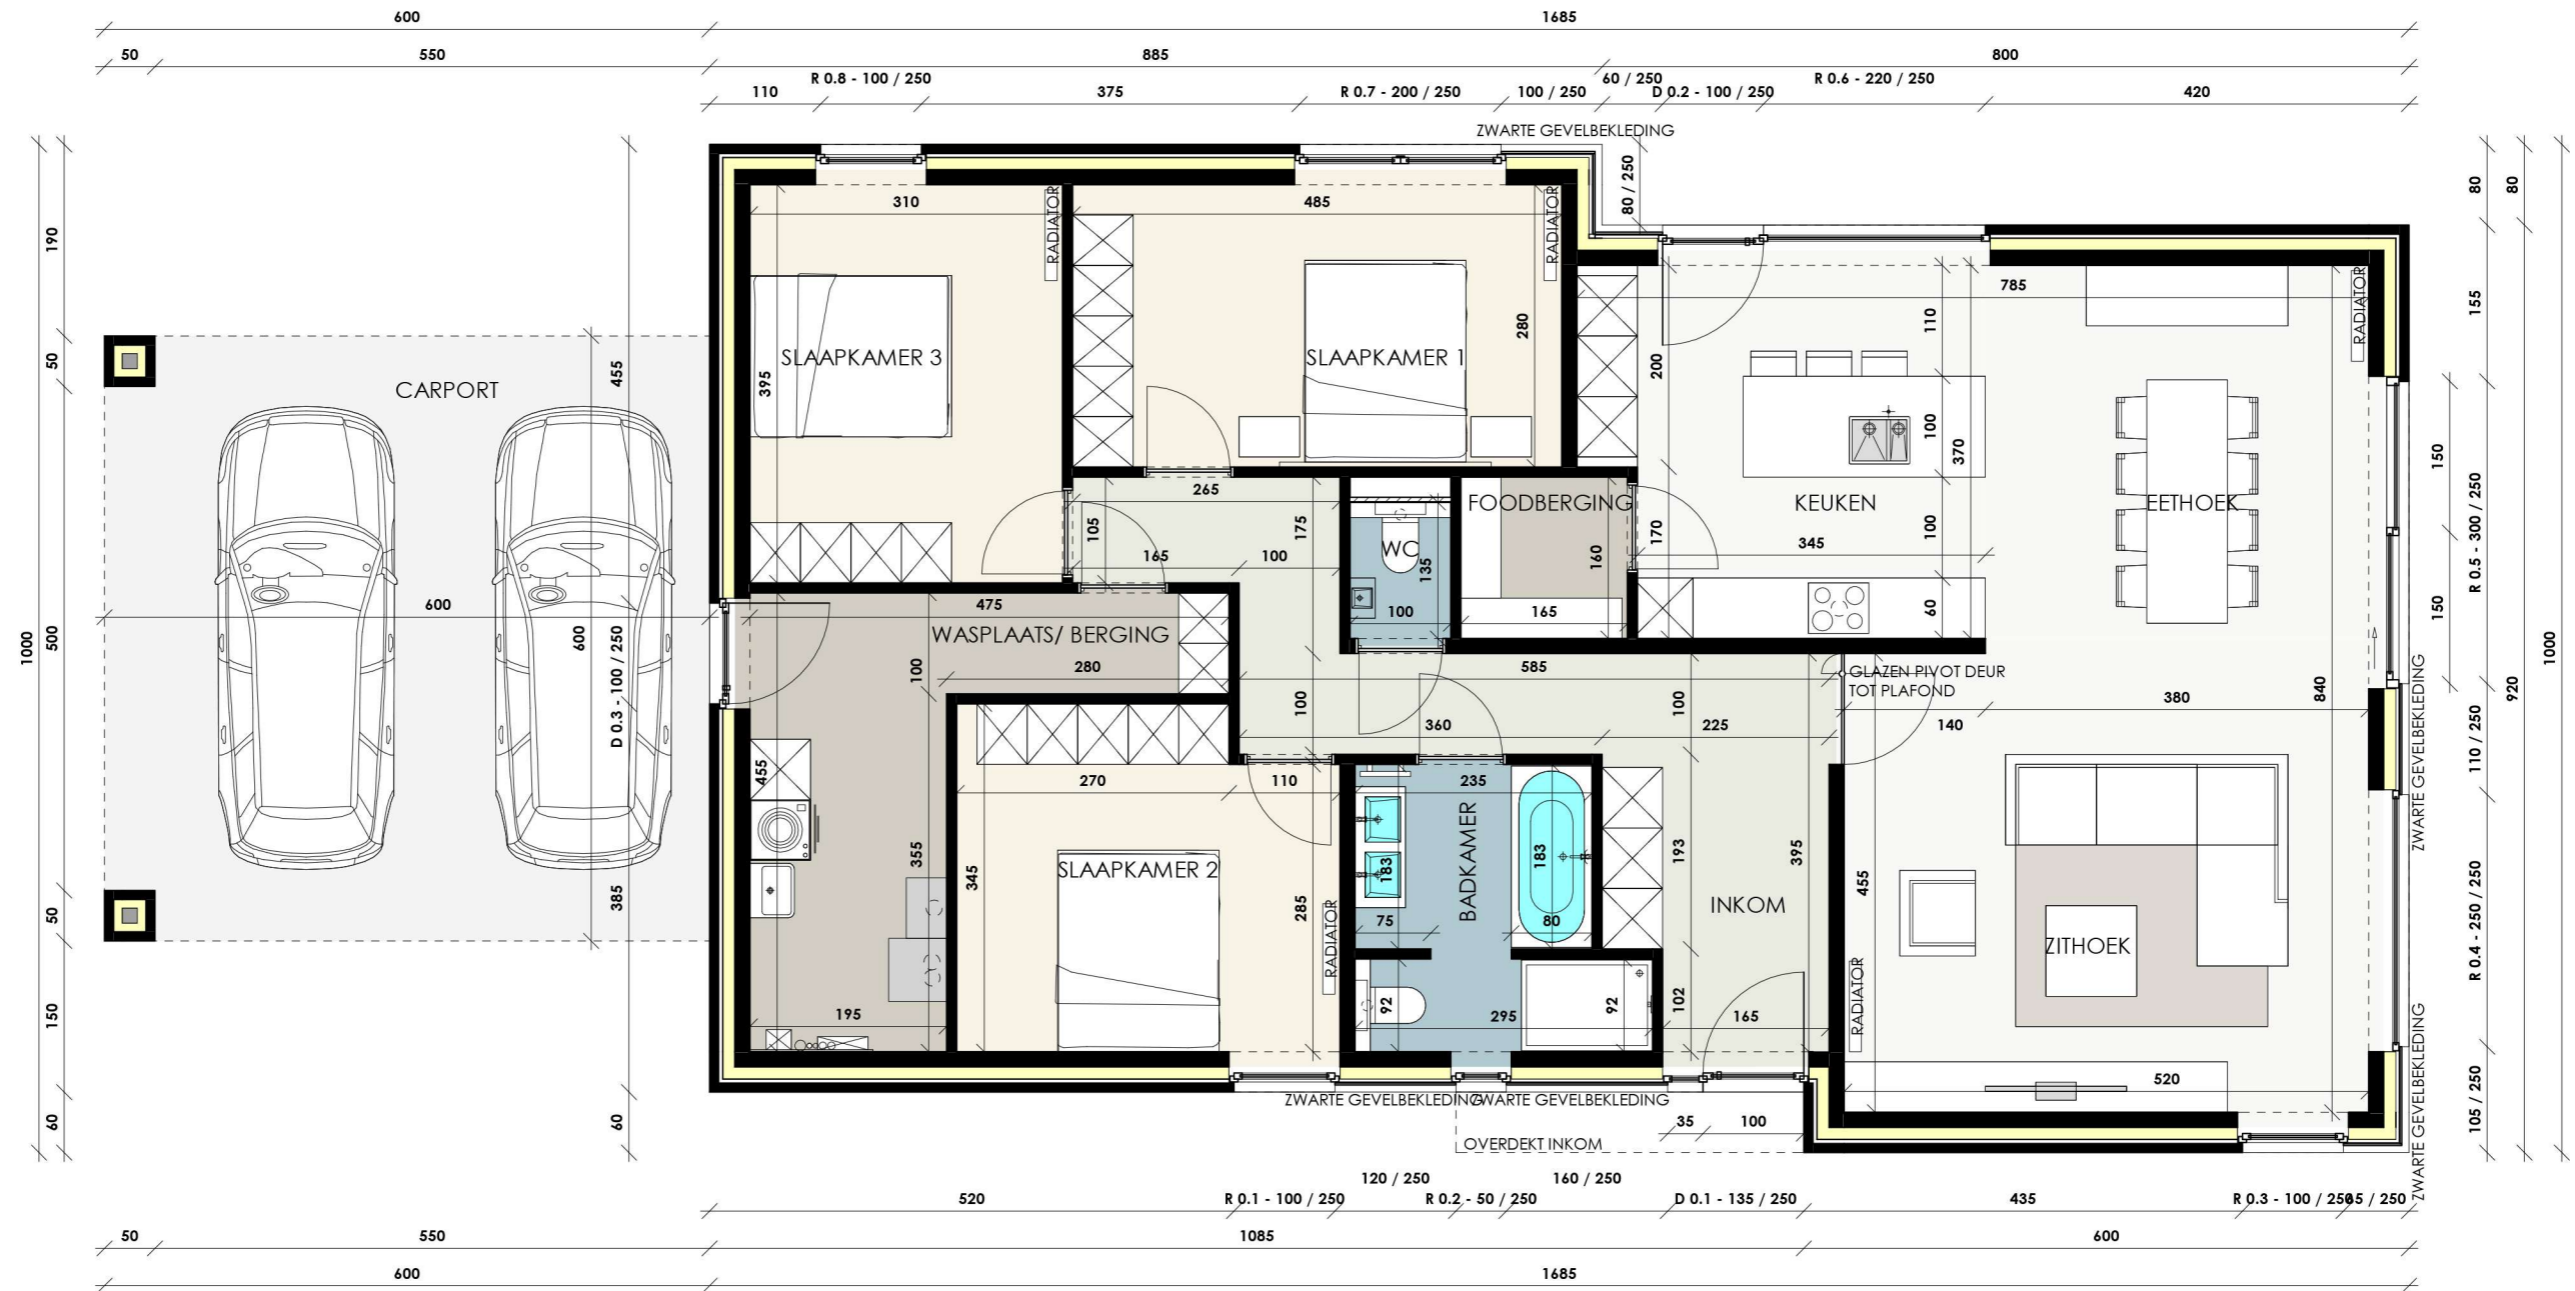 600
1685
50
550
885
800
R 0.8 - 100 / 250
60 / 250
R 0.6 - 220 / 250
110
375
R 0.7 - 200 / 250
100 / 250
D 0.2 - 100 / 250
420
ZWARTE GEVELBEKLEDING
80 / 250
80
80
190
155
310
RADIATOR
485
RADIATOR
785
RADIATOR
110
280
200
50
455
SLAAPKAMER 3
SLAAPKAMER 1
395
CARPORT
100
370
150
265
FOODBERGING
KEUKEN
EETHOEK
R 0.5 - 300 / 250
105
175
170
100
WC
345
165
100
135
160
600
475
100
165
60
150
1000
500
600
D 0.3 - 100 / 250
WASPLAATS/ BERGING
1000
280
100
585
GLAZEN PIVOT DEUR
TOT PLAFOND
ZWARTE GEVELBEKLEDING
840
920
100
100
360
225
140
380
110 / 250
455
270
110
235
BADKAMER
355
345
SLAAPKAMER 2
183
183
193
395
455
385
50
285
RADIATOR
75
80
INKOM
R 0.4 - 250 / 250
ZITHOEK
RADIATOR
150
195
92
295
92
102
165
520
ZWARTE GEVELBEKLEDING
ZWARTE GEVELBEKLEDING
ZWARTE GEVELBEKLEDING
60
60
35
100
105 / 250
OVERDEKT INKOM
120 / 250
160 / 250
520
R 0.1 - 100 / 250
R 0.2 - 50 / 250
D 0.1 - 135 / 250
435
R 0.3 - 100 / 250
65 / 250
50
550
1085
600
600
1685